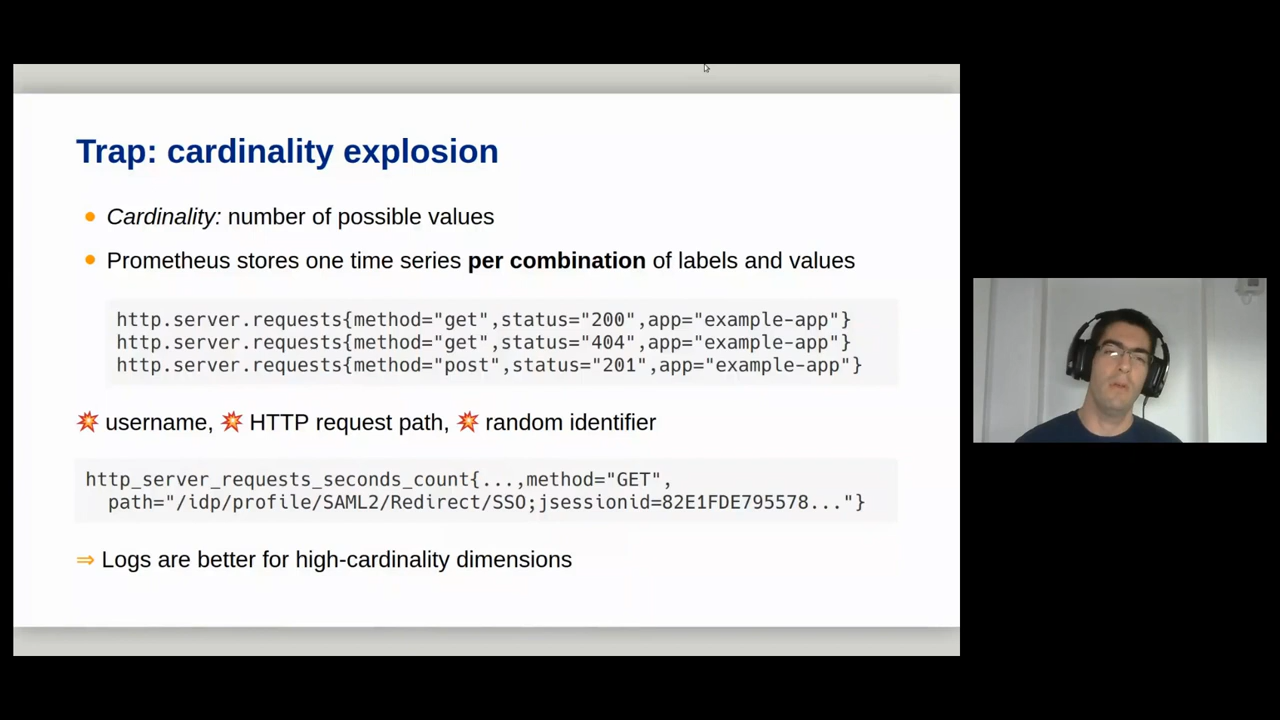 Trap: cardinality explosion
Cardinality: number of possible values
Prometheus stores one time series per combination of labels and values
http.server.requests{method="get",status="200",app="example-app"}
http.server.requests{method="get",status="404",app="example-app"}
http.server.requests{method="post",status="201",app="example-app"}
💥 username, 💥 HTTP request path, 💥 random identifier
http_server_requests_seconds_count{...,method="GET",
path="/idp/profile/SAML2/Redirect/SSO;jsessionid=82E1FDE795578..."}
⇒ Logs are better for high-cardinality dimensions